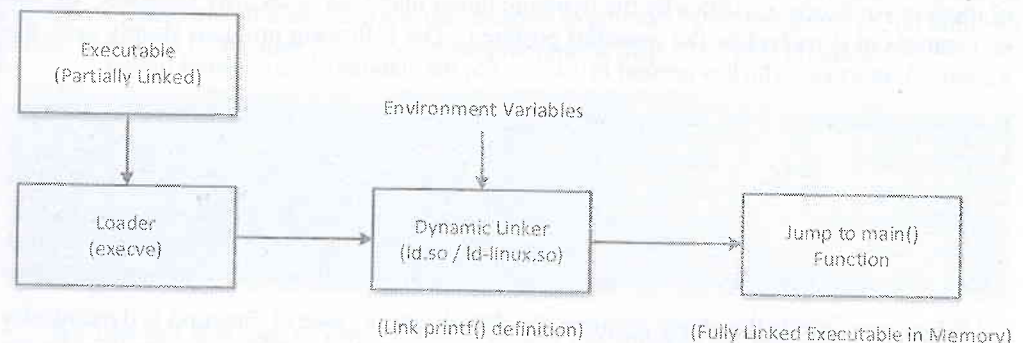 Executable
(Partially Linked)
Environment Variables
Loader
(execve)
Dynamic Linker
(ld.so / ld-linux.so)
Jump to main()
Function
(Link printf() definition)
(Fully Linked Executable in Memory)